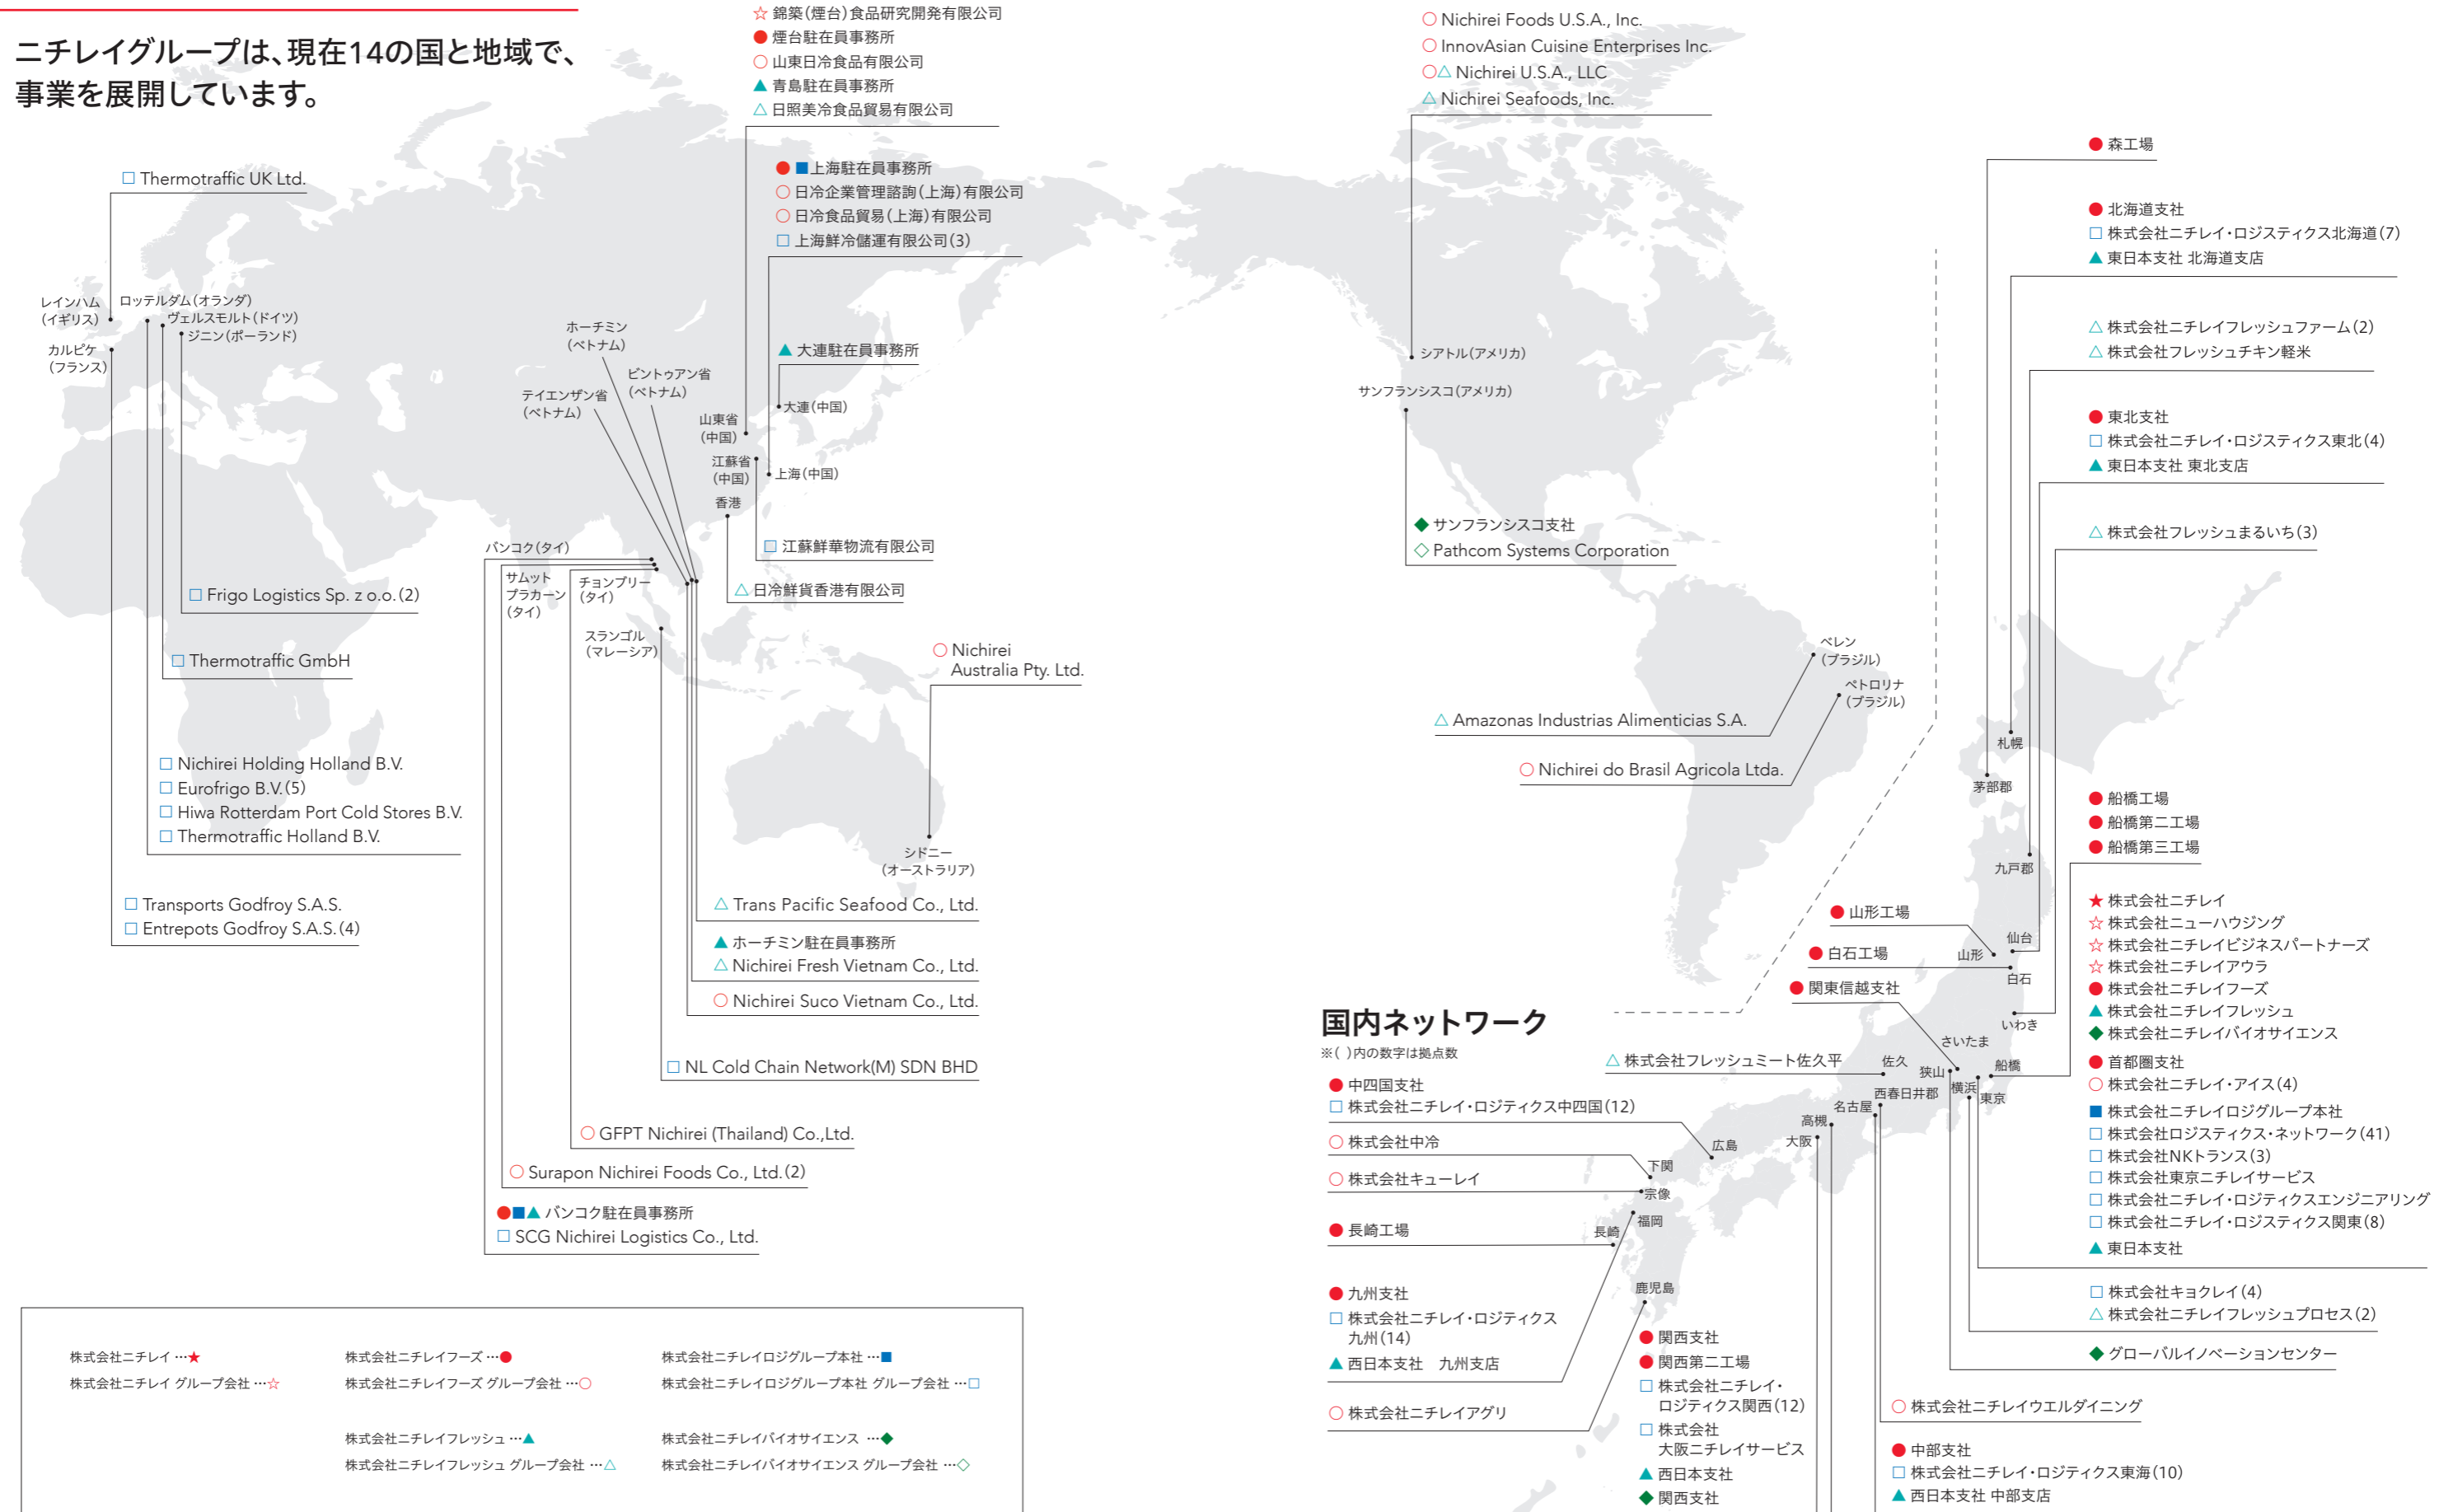 ニチレイグループは、現在14の国と地域で、
事業を展開しています。
☆ 錦築(煙台)食品研究開発有限公司
● 煙台駐在員事務所
○ 山東日冷食品有限公司
▲ 青島駐在員事務所
△ 日照美冷食品貿易有限公司
● ■上海駐在員事務所
○ 日冷企業管理諮詢(上海)有限公司
○ 日冷食品貿易(上海)有限公司
□ 上海鮮冷儲運有限公司(3)
□ Thermotraffic UK Ltd.
レインハム
(イギリス)
ロッテルダム(オランダ)
ヴェルスモルト(ドイツ)
ジニン(ポーランド)
カルピケ
(フランス)
ホーチミン
(ベトナム)
ビントゥアン省
(ベトナム)
テイエンザン省
(ベトナム)
▲ 大連駐在員事務所
大連(中国)
山東省
(中国)
江蘇省
(中国)
上海(中国)
香港
□ 江蘇鮮華物流有限公司
△ 日冷鮮貨香港有限公司
バンコク(タイ)
サムット
プラカーン
(タイ)
チョンブリー
(タイ)
スランゴル
(マレーシア)
□ Frigo Logistics Sp. z o.o.(2)
□ Thermotraffic GmbH
□ Nichirei Holding Holland B.V.
□ Eurofrigo B.V.(5)
□ Hiwa Rotterdam Port Cold Stores B.V.
□ Thermotraffic Holland B.V.
□ Transports Godfroy S.A.S.
□ Entrepots Godfroy S.A.S.(4)
○ Nichirei
Australia Pty. Ltd.
シドニー
(オーストラリア)
△ Trans Pacific Seafood Co., Ltd.
▲ ホーチミン駐在員事務所
△ Nichirei Fresh Vietnam Co., Ltd.
○ Nichirei Suco Vietnam Co., Ltd.
□ NL Cold Chain Network(M) SDN BHD
○ GFPT Nichirei (Thailand) Co.,Ltd.
○ Surapon Nichirei Foods Co., Ltd.(2)
●■▲ バンコク駐在員事務所
□ SCG Nichirei Logistics Co., Ltd.
○ Nichirei Foods U.S.A., Inc.
○ InnovAsian Cuisine Enterprises Inc.
○△ Nichirei U.S.A., LLC
△ Nichirei Seafoods, Inc.
シアトル(アメリカ)
サンフランシスコ(アメリカ)
◆ サンフランシスコ支社
◇ Pathcom Systems Corporation
ベレン
(ブラジル)
ペトロリナ
(ブラジル)
△ Amazonas Industrias Alimenticias S.A.
○ Nichirei do Brasil Agricola Ltda.
国内ネットワーク
※( )内の数字は拠点数
● 森工場
● 北海道支社
□ 株式会社ニチレイ・ロジスティクス北海道(7)
▲ 東日本支社 北海道支店
△ 株式会社ニチレイフレッシュファーム(2)
△ 株式会社フレッシュチキン軽米
● 東北支社
□ 株式会社ニチレイ・ロジスティクス東北(4)
▲ 東日本支社 東北支店
△ 株式会社フレッシュまるいち(3)
札幌
茅部郡
九戸郡
● 船橋工場
● 船橋第二工場
● 船橋第三工場
● 山形工場
● 白石工場
● 関東信越支社
山形
仙台
白石
いわき
さいたま
佐久
狭山
船橋
西春日井郡
横浜
東京
名古屋
高槻
大阪
広島
下関
宗像
福岡
長崎
鹿児島
★ 株式会社ニチレイ
☆ 株式会社ニューハウジング
☆ 株式会社ニチレイビジネスパートナーズ
☆ 株式会社ニチレイアウラ
● 株式会社ニチレイフーズ
▲ 株式会社ニチレイフレッシュ
◆ 株式会社ニチレイバイオサイエンス
● 首都圏支社
○ 株式会社ニチレイ・アイス(4)
■ 株式会社ニチレイロジグループ本社
□ 株式会社ロジスティクス・ネットワーク(41)
□ 株式会社NKトランス(3)
□ 株式会社東京ニチレイサービス
□ 株式会社ニチレイ・ロジスティクスエンジニアリング
□ 株式会社ニチレイ・ロジスティクス関東(8)
▲ 東日本支社
□ 株式会社キョクレイ(4)
△ 株式会社ニチレイフレッシュプロセス(2)
◆ グローバルイノベーションセンター
△ 株式会社フレッシュミート佐久平
● 中四国支社
□ 株式会社ニチレイ・ロジティクス中四国(12)
○ 株式会社中冷
○ 株式会社キューレイ
● 長崎工場
● 九州支社
□ 株式会社ニチレイ・ロジティクス
九州(14)
▲ 西日本支社 九州支店
○ 株式会社ニチレイアグリ
● 関西支社
● 関西第二工場
□ 株式会社ニチレイ・
ロジティクス関西(12)
□ 株式会社
大阪ニチレイサービス
▲ 西日本支社
◆ 関西支社
○ 株式会社ニチレイウエルダイニング
● 中部支社
□ 株式会社ニチレイ・ロジティクス東海(10)
▲ 西日本支社 中部支店
株式会社ニチレイ …★
株式会社ニチレイ グループ会社 …☆
株式会社ニチレイフーズ …●
株式会社ニチレイフーズ グループ会社 …○
株式会社ニチレイロジグループ本社 …■
株式会社ニチレイロジグループ本社 グループ会社 …□
株式会社ニチレイフレッシュ …▲
株式会社ニチレイフレッシュ グループ会社 …△
株式会社ニチレイバイオサイエンス …◆
株式会社ニチレイバイオサイエンス グループ会社 …◇